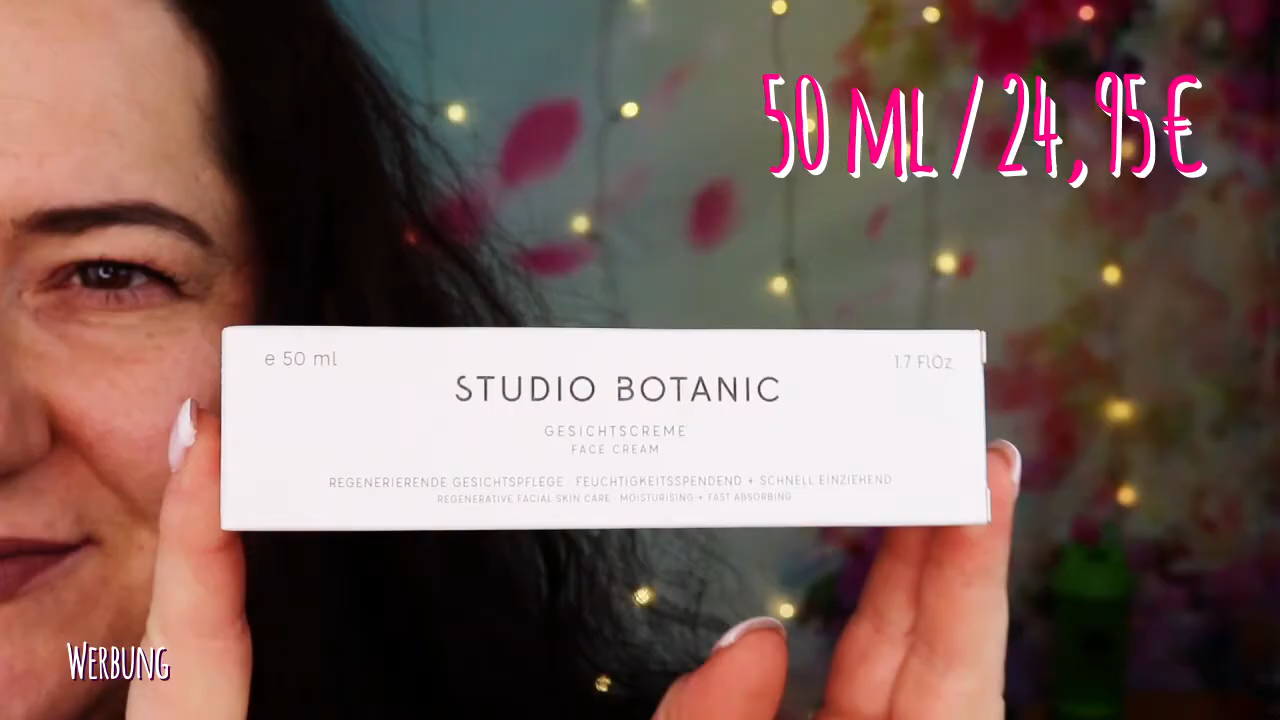 50 ML / 24,95€
e 50 ml
1.7 FlOz
STUDIO BOTANIC
GESICHTSCREME
FACE CREAM
REGENERIERENDE GESICHTSPFLEGE · FEUCHTIGKEITSSPENDEND + SCHNELL EINZIEHEND
REGENERATIVE FACIAL SKIN CARE · MOISTURISING + FAST ABSORBING
WERBUNG